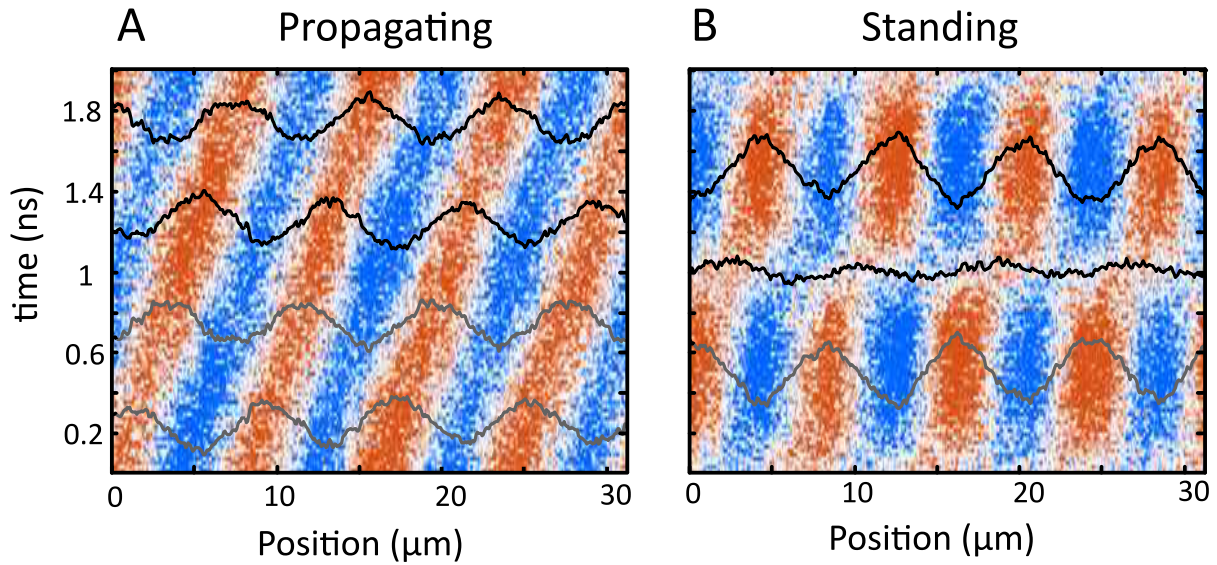 A Propagating
B Standing
time (ns)
1.8
1.4
1
0.6
0.2
0 10 20 30
0 10 20 30
Position (μm)
Position (μm)